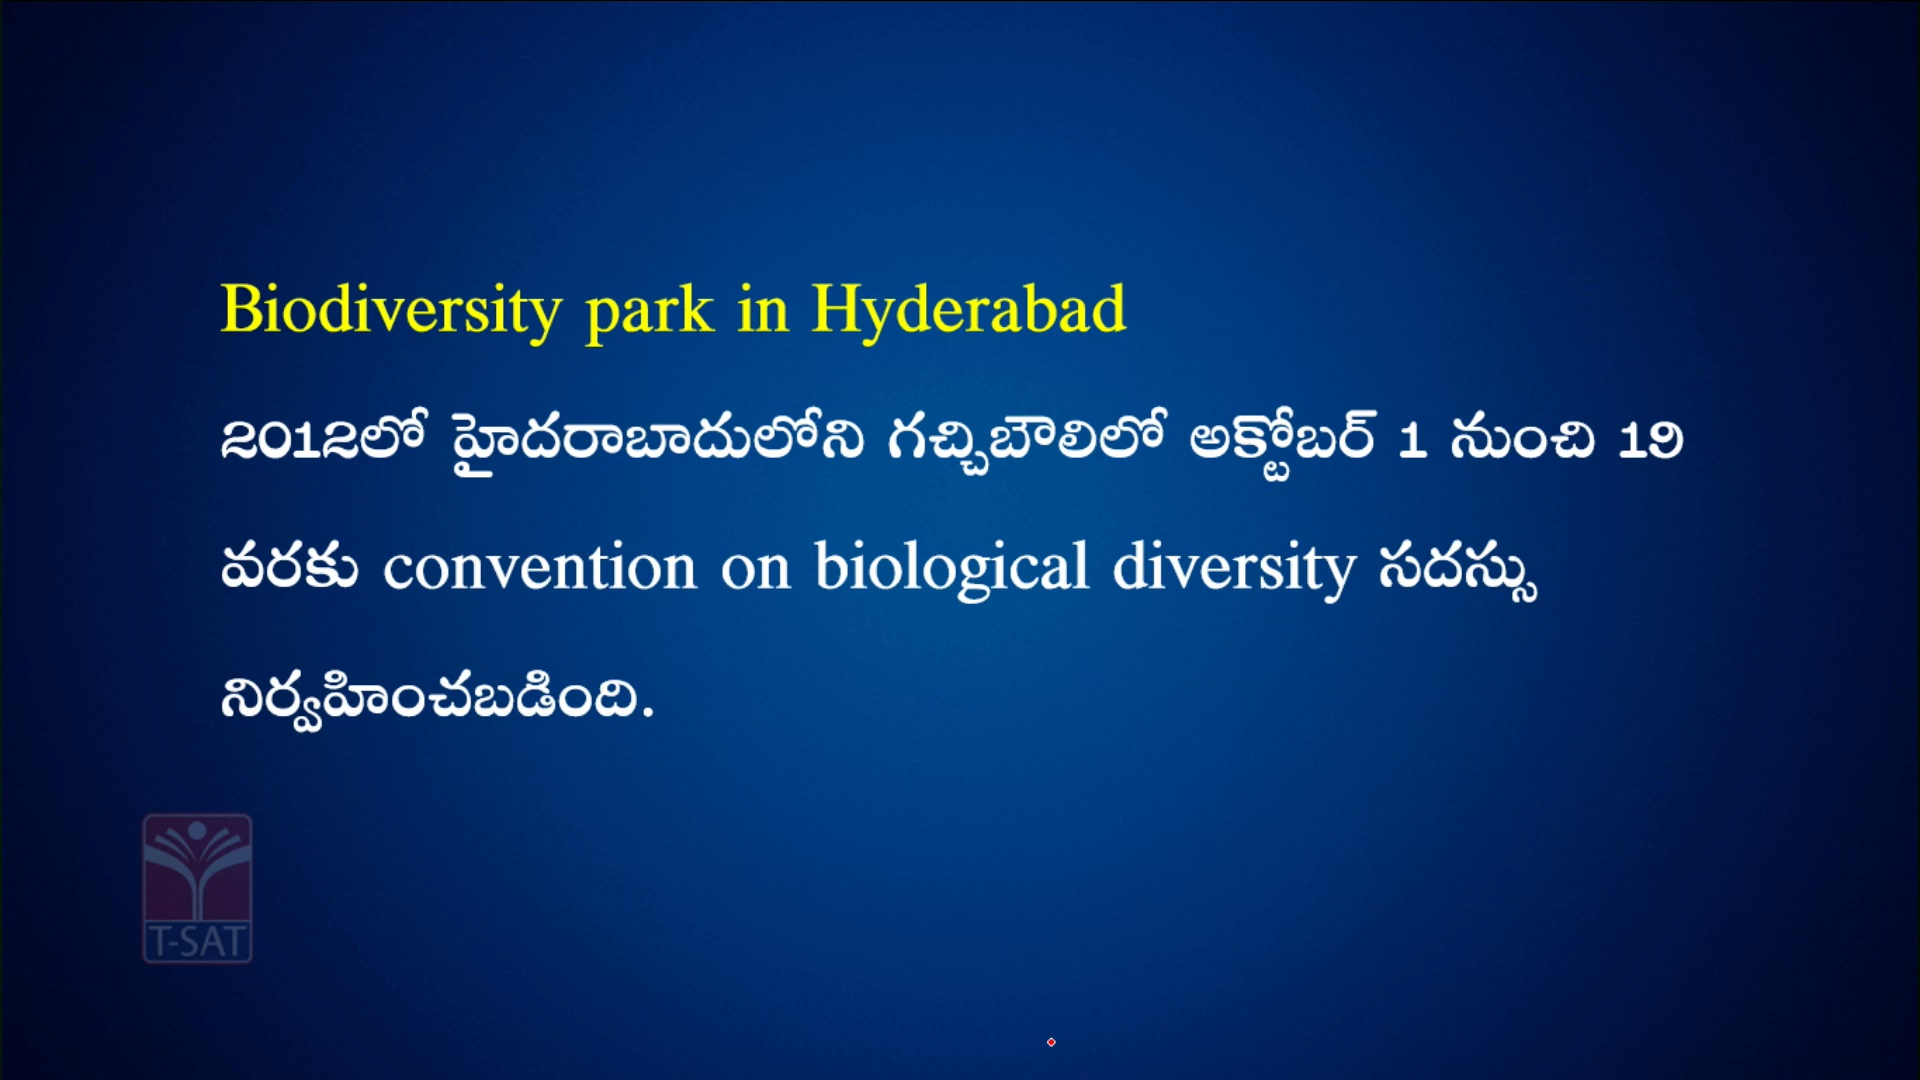 Biodiversity park in Hyderabad
2012లో హైదరాబాదులోని గచ్చిబౌలిలో అక్టోబర్ 1 నుంచి 19
వరకు convention on biological diversity సదస్సు
నిర్వహించబడింది.
T-SAT